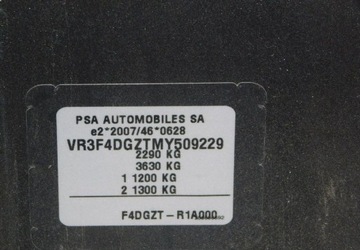 PSA AUTOMOBILES SA
e2*2007/46*0628
VR3F4DGZTMY509229
2290 KG
3630 KG
1 1200 KG
2 1300 KG
F4DGZT-R1A000